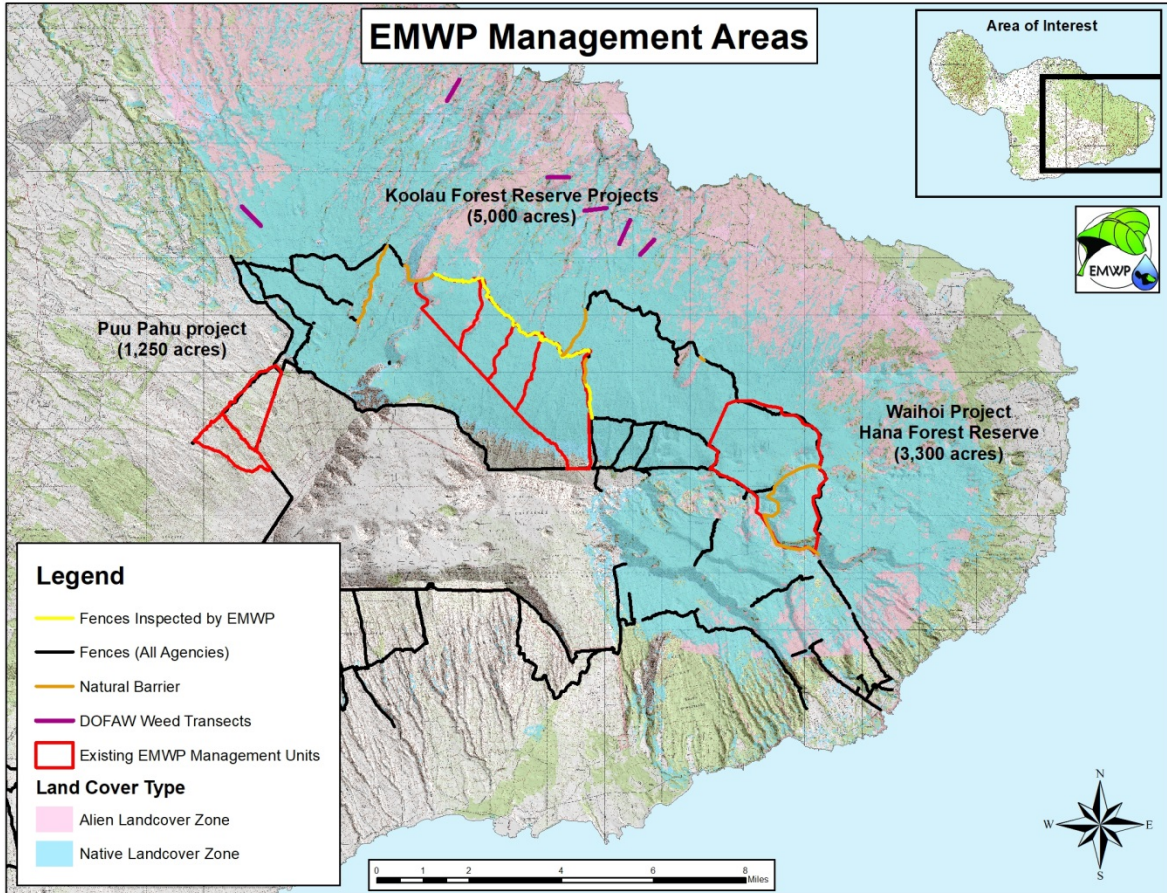 EMWP Management Areas
Area of Interest
EMWP
Koolau Forest Reserve Projects
(5,000 acres)
Puu Pahu project
(1,250 acres)
Waihoi Project
Hana Forest Reserve
(3,300 acres)
Legend
Fences Inspected by EMWP
Fences (All Agencies)
Natural Barrier
DOFAW Weed Transects
Existing EMWP Management Units
Land Cover Type
Alien Landcover Zone
Native Landcover Zone
0 1 2 4 6 8
Miles
N
W E
S